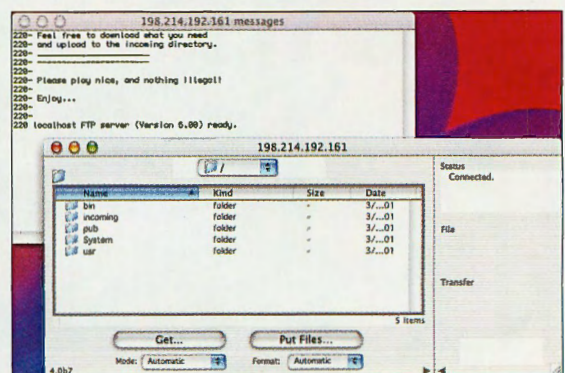 198.214.192.161 messages
220- Feel free to download what you need
220- and upload to the incoming directory.
220-
220-
220- Please play nice, and nothing illegal!
220-
220- Enjoy...
220-
220 localhost FTP server (Version 6.00) ready.
198.214.192.161
/
Status
Connected.
Name Kind Size Date
bin folder - 3/...01
incoming folder - 3/...01
pub folder - 3/...01
System folder - 3/...01
usr folder - 3/...01
File
Transfer
5 items
Get... Put Files...
Mode: Automatic Format: Automatic
4.0b7